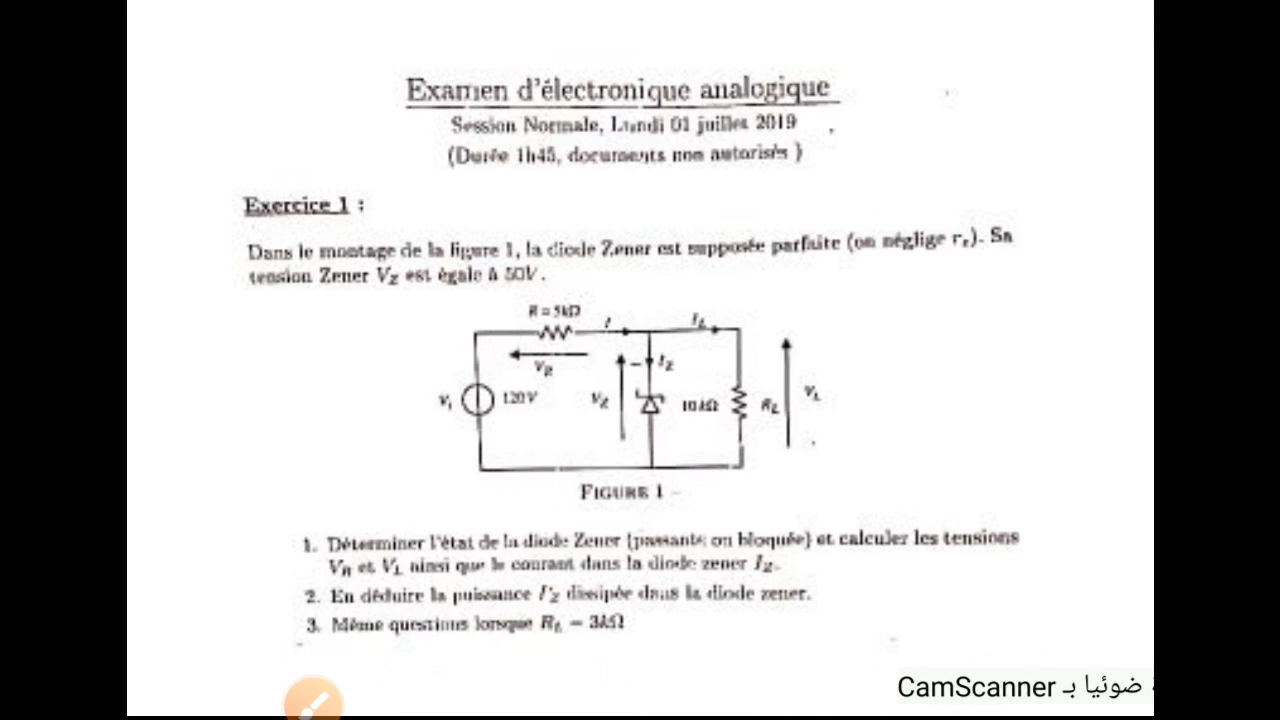 Examen d'électronique analogique
Session Normale, Lundi 01 juillet 2019
(Durée 1h45, documents non autorisés )
Exercice 1 :
Dans le montage de la figure 1, la diode Zener est supposée parfaite (on néglige rz). Sa
tension Zener VZ est égale à 50V.
R = 5kΩ
I
IL
VR
IZ
V1
120V
VZ
10 kΩ
RL
VL
FIGURE 1 –
1. Déterminer l'état de la diode Zener (passante ou bloquée) et calculer les tensions
VR et VL ainsi que le courant dans la diode zener IZ.
2. En déduire la puissance PZ dissipée dans la diode zener.
3. Même questions lorsque RL = 3kΩ
CamScanner ضوئيا بـ